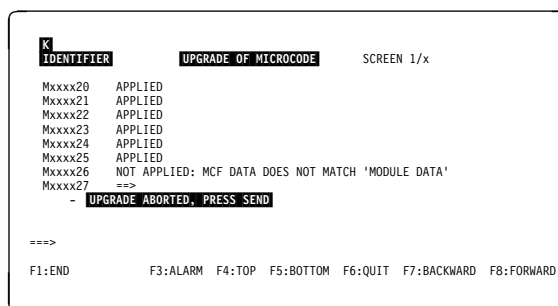 K
IDENTIFIER UPGRADE OF MICROCODE SCREEN 1/x
Mxxxx20 APPLIED
Mxxxx21 APPLIED
Mxxxx22 APPLIED
Mxxxx23 APPLIED
Mxxxx24 APPLIED
Mxxxx25 APPLIED
Mxxxx26 NOT APPLIED: MCF DATA DOES NOT MATCH 'MODULE DATA'
Mxxxx27 ==>
- UPGRADE ABORTED, PRESS SEND
===>
F1:END F3:ALARM F4:TOP F5:BOTTOM F6:QUIT F7:BACKWARD F8:FORWARD